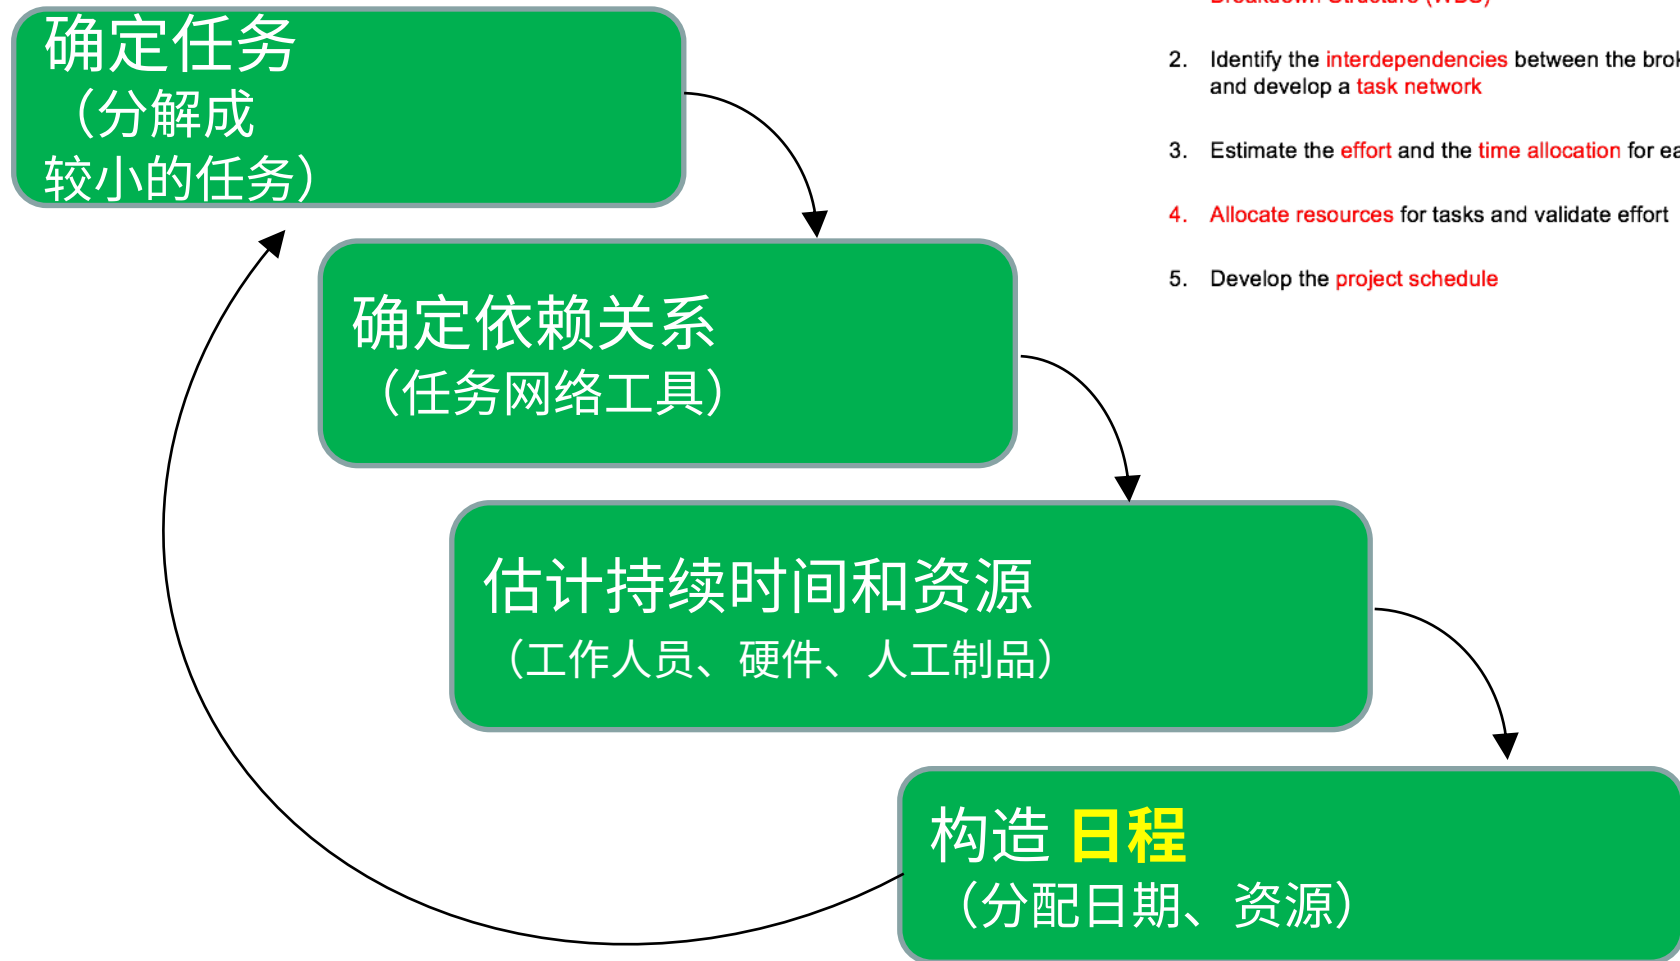 确定任务
（分解成
较小的任务）
确定依赖关系
（任务网络工具）
估计持续时间和资源
（工作人员、硬件、人工制品）
构造 日程
（分配日期、资源）
Breakdown Structure (WBS)
2. Identify the interdependencies between the
and develop a task network
3. Estimate the effort and the time allocation for
4. Allocate resources for tasks and validate effort
5. Develop the project schedule